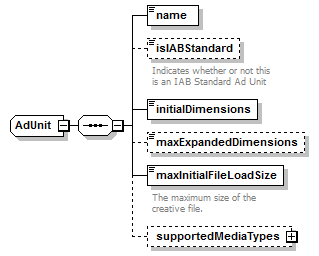 name
isIABStandard
Indicates whether or not this
is an IAB Standard Ad Unit
AdUnit
initialDimensions
maxExpandedDimensions
maxInitialFileLoadSize
The maximum size of the
creative file.
supportedMediaTypes